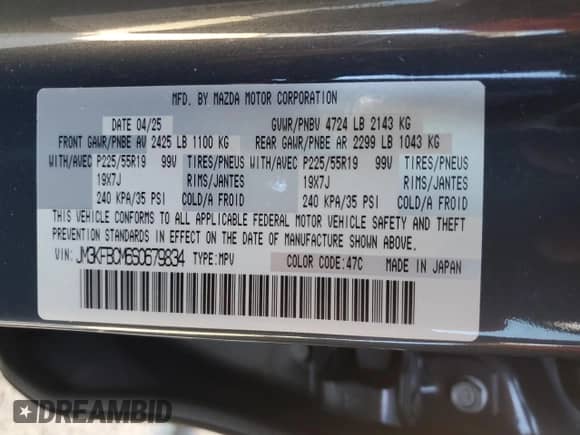 MFD. BY MAZDA MOTOR CORPORATION
DATE 04/25 GVWR/PNBV 4724 LB 2143 KG
FRONT GAWR/PNBE AV 2425 LB 1100 KG REAR GAWR/PNBE AR 2299 LB 1043 KG
WITH/AVEC P225/55R19 99V TIRES/PNEUS WITH/AVEC P225/55R19 99V TIRES/PNEUS
19X7J RIMS/JANTES 19X7J RIMS/JANTES
240 KPA/35 PSI COLD/A FROID 240 KPA/35 PSI COLD/A FROID
THIS VEHICLE CONFORMS TO ALL APPLICABLE FEDERAL MOTOR VEHICLE SAFETY AND THEFT
PREVENTION STANDARDS IN EFFECT ON THE DATE OF MANUFACTURE SHOWN ABOVE.
VIN: JM3KFBCM6S0679834 TYPE:MPV COLOR CODE:47C MADE IN JAPAN
DREAMBID